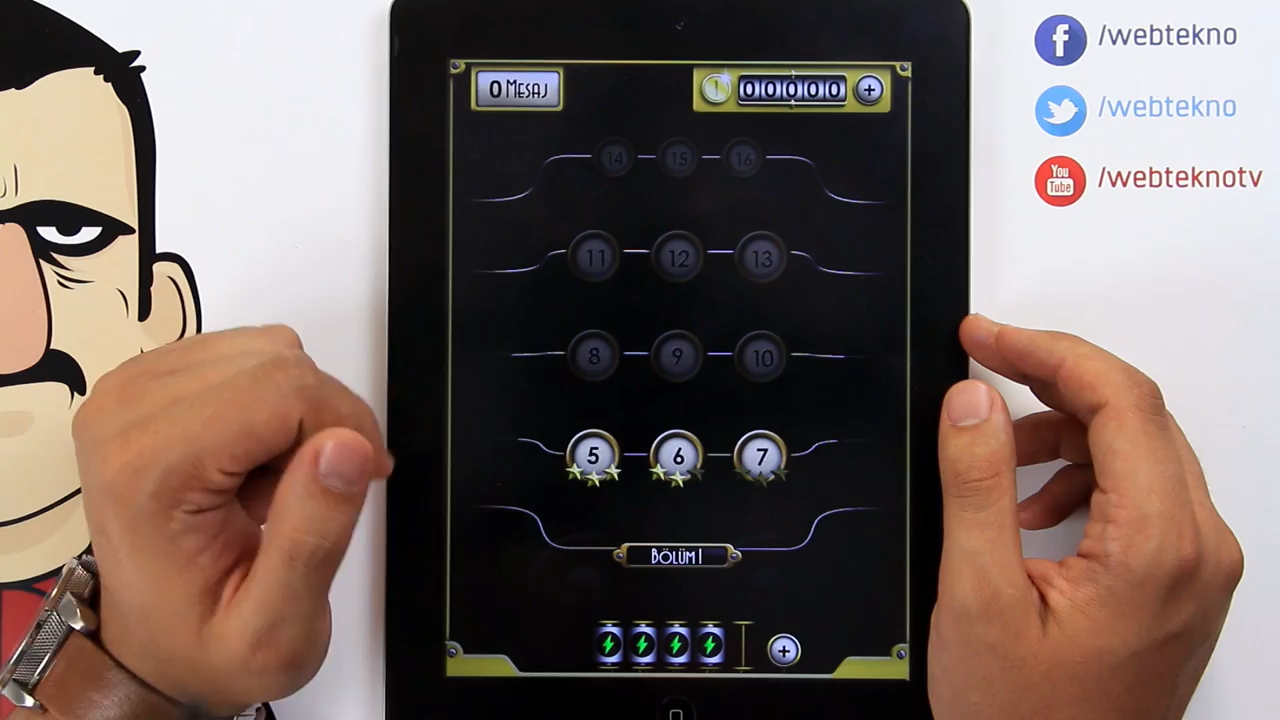 0 MESAJ
00000
14 15 16
11 12 13
8 9 10
5 6 7
BÖLÜM 1
f /webtekno
/webtekno
You Tube /webteknotv